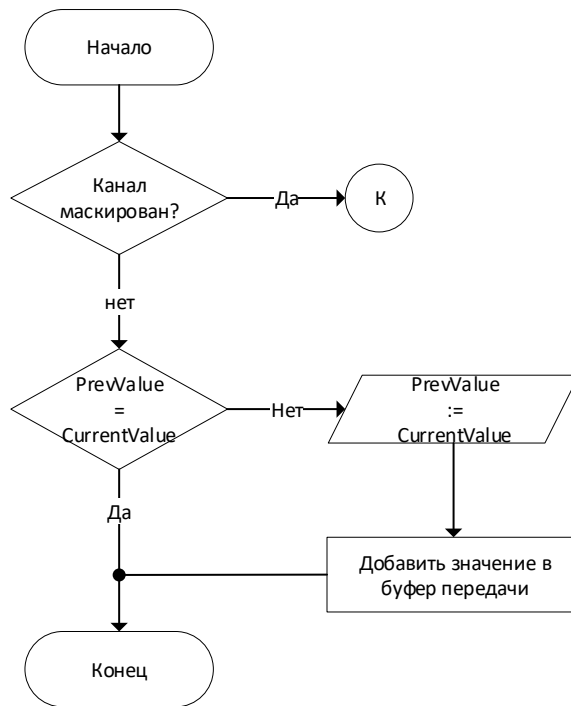 Начало
Канал
маскирован?
Да
К
нет
PrevValue
=
CurrentValue
Нет
PrevValue
:=
CurrentValue
Да
Добавить значение в
буфер передачи
Конец